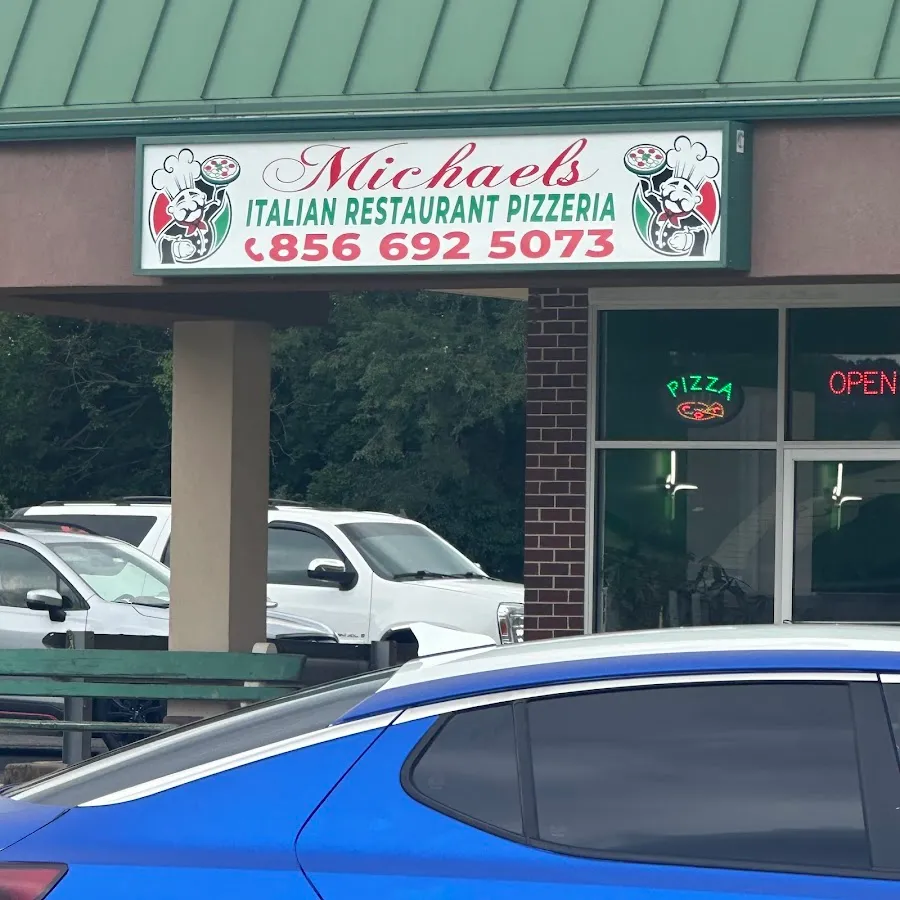 Michaels
ITALIAN RESTAURANT PIZZERIA
856 692 5073
PIZZA
OPEN